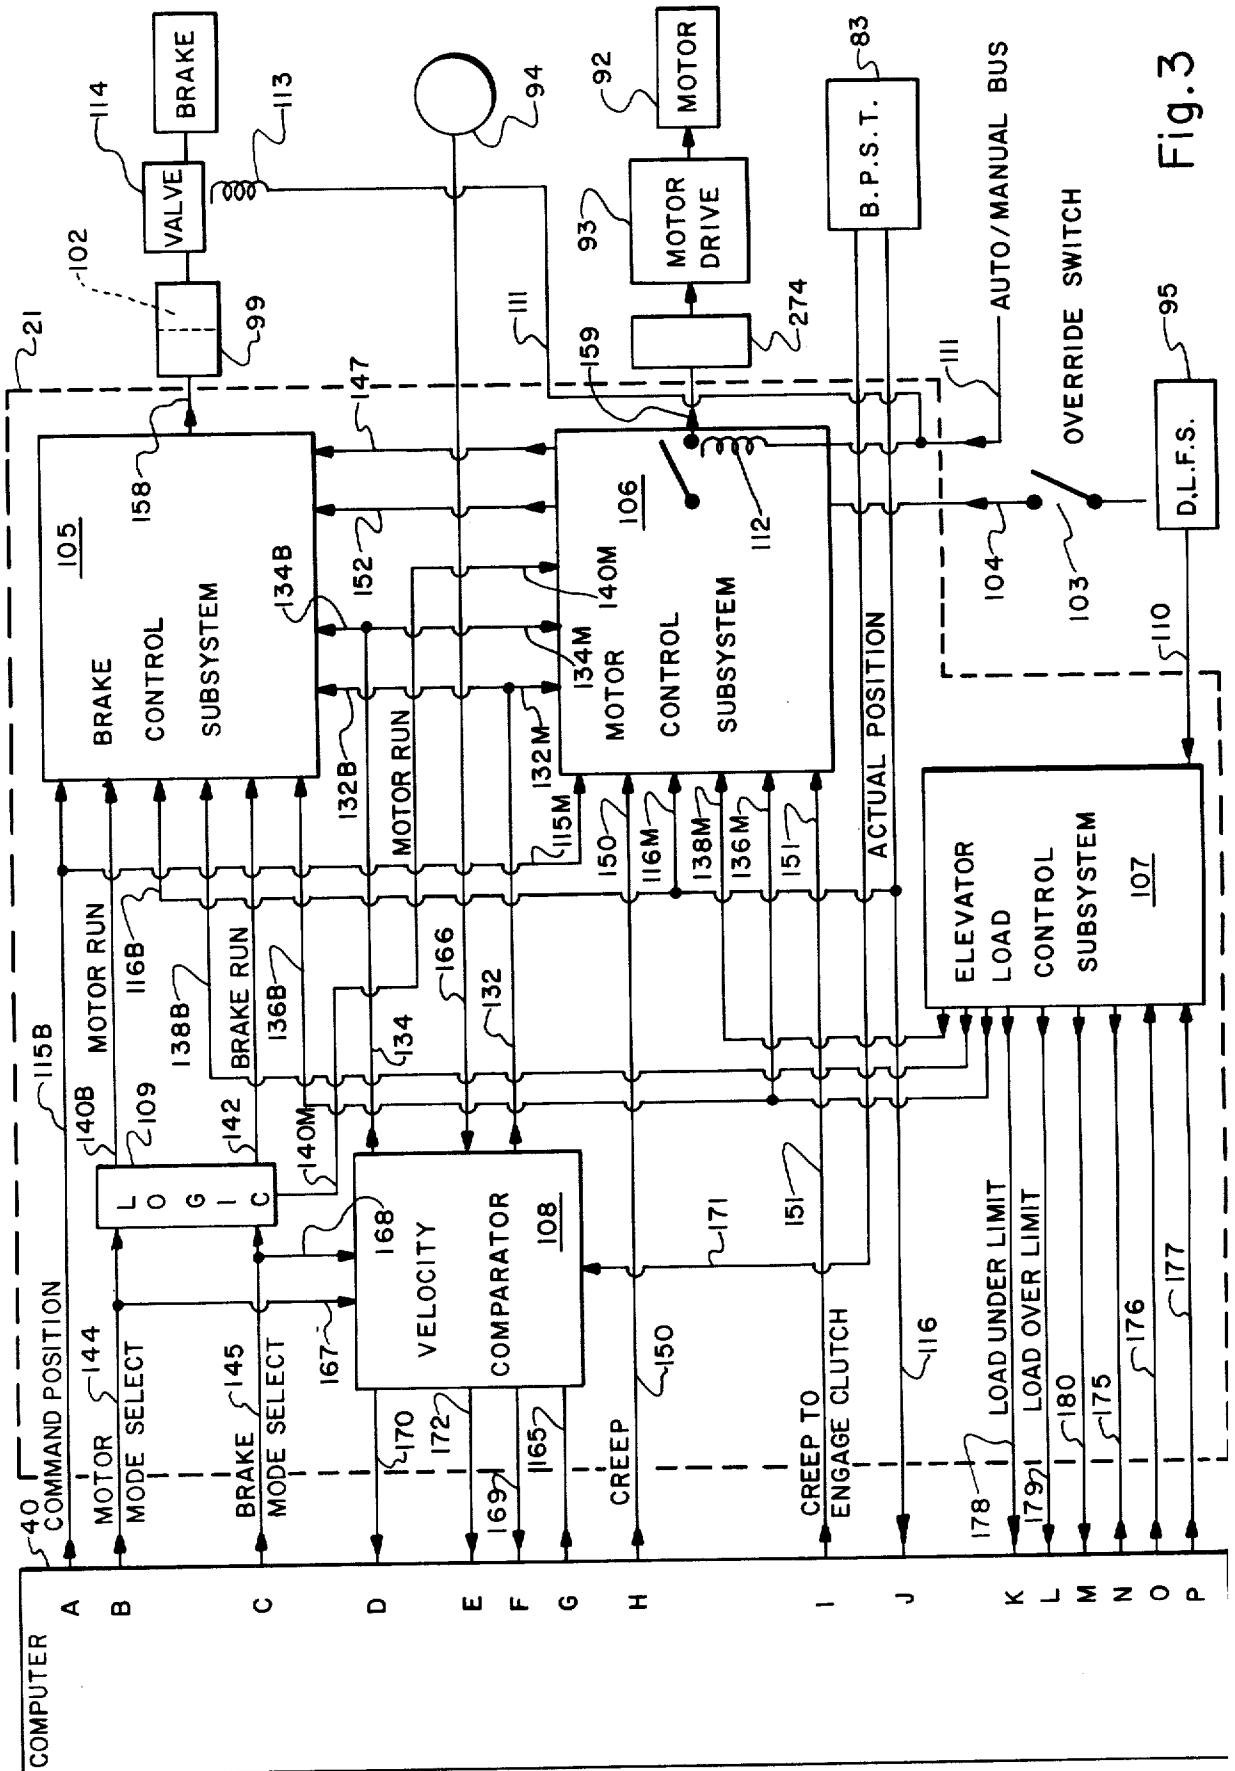 COMPUTER
40
A
B
C
D
E
F
G
H
I
J
K
L
M
N
O
P
COMMAND POSITION
115B
MOTOR
MODE SELECT
144
BRAKE
MODE SELECT
145
LOGIC
109
140B
MOTOR RUN
116B
138B
142
BRAKE RUN
136B
140M
MOTOR RUN
167
168
VELOCITY
COMPARATOR
108
170
172
169
165
134
166
132
171
CREEP
150
CREEP TO
ENGAGE CLUTCH
151
151
116
178
LOAD UNDER LIMIT
179
LOAD OVER LIMIT
180
175
176
177
BRAKE
CONTROL
SUBSYSTEM
105
158
134B
132B
152
147
140M
134M
132M
115M
150
116M
138M
136M
MOTOR
CONTROL
SUBSYSTEM
106
112
159
ACTUAL POSITION
ELEVATOR
LOAD
CONTROL
SUBSYSTEM
107
21
99
102
VALVE
114
BRAKE
113
94
111
274
MOTOR
DRIVE
93
MOTOR
92
B.P.S.T.
83
111
AUTO/MANUAL BUS
104
103
OVERRIDE SWITCH
D.L.F.S.
95
110
Fig.3